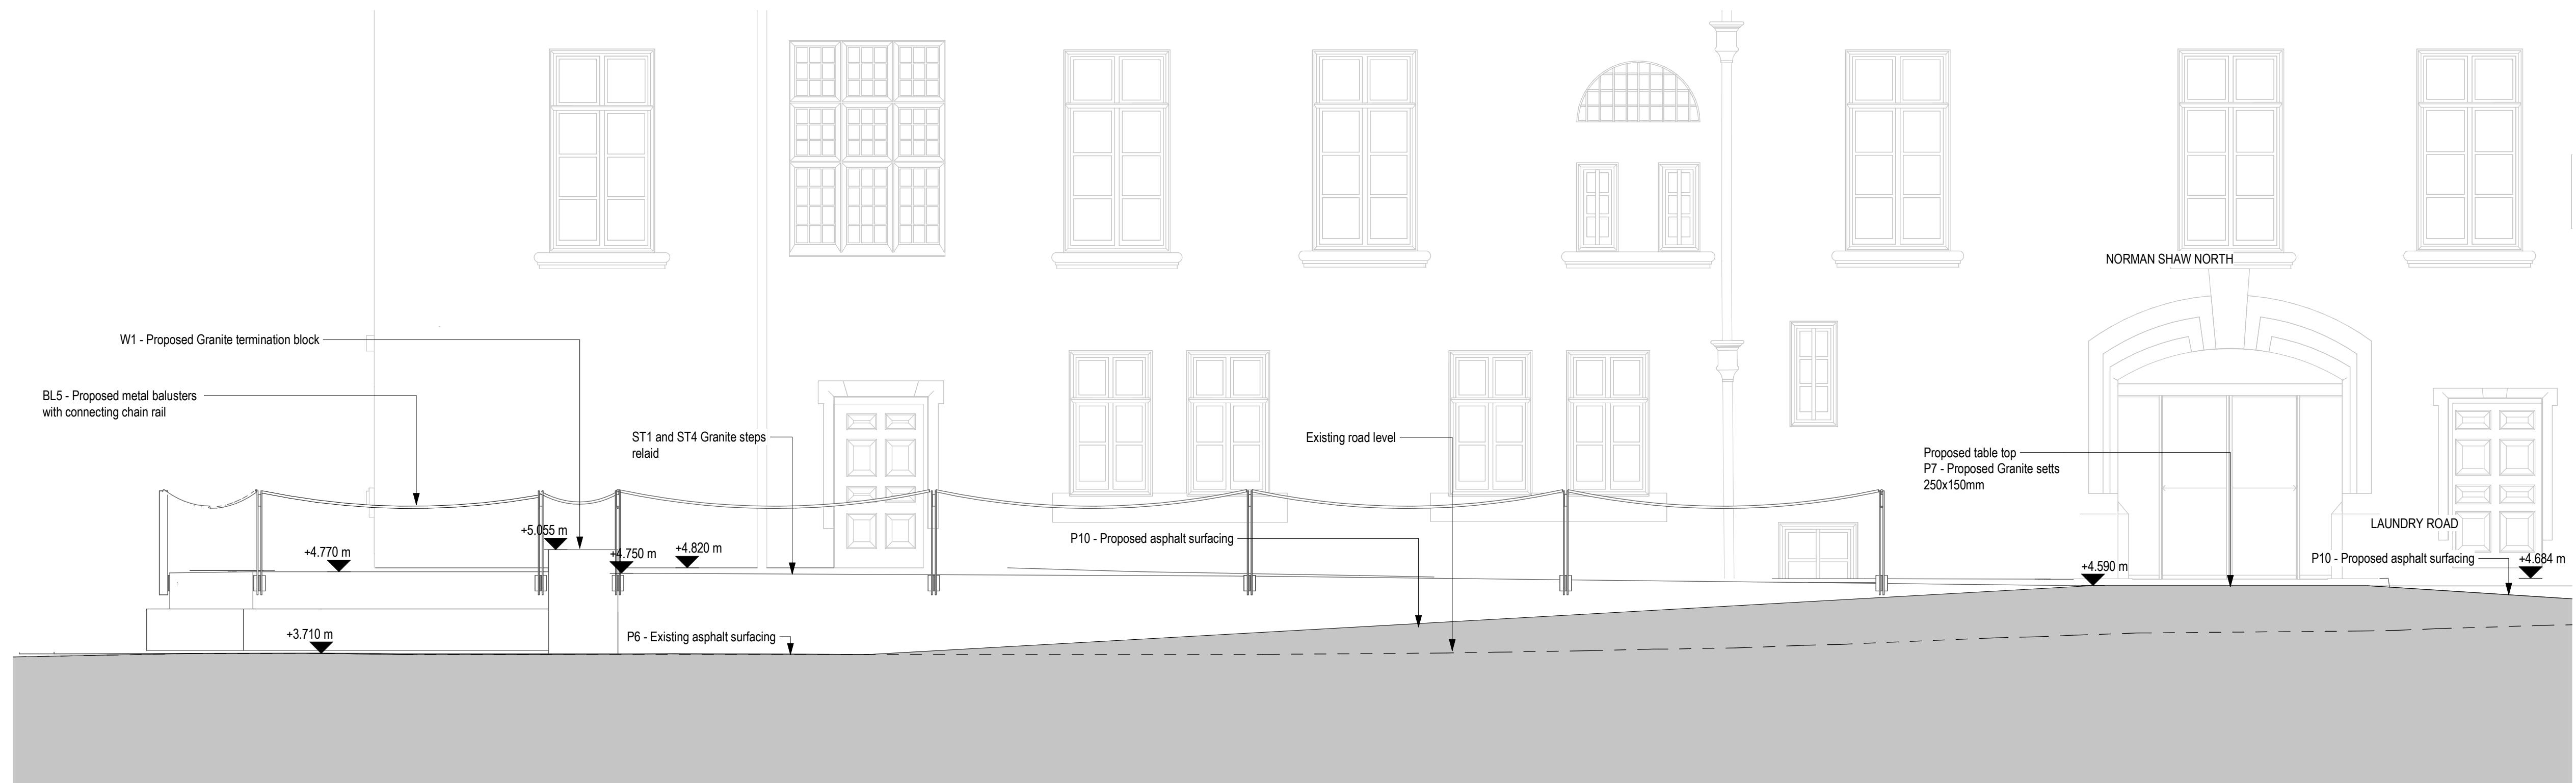 NORMAN SHAW NORTH
W1 - Proposed Granite termination block
BL5 - Proposed metal balusters
with connecting chain rail
ST1 and ST4 Granite steps
relaid
Existing road level
Proposed table top
P7 - Proposed Granite setts
250x150mm
LAUNDRY ROAD
+5.055 m
P10 - Proposed asphalt surfacing
+4.770 m
+4.750 m
+4.820 m
+4.590 m
P10 - Proposed asphalt surfacing
+4.684 m
+3.710 m
P6 - Existing asphalt surfacing